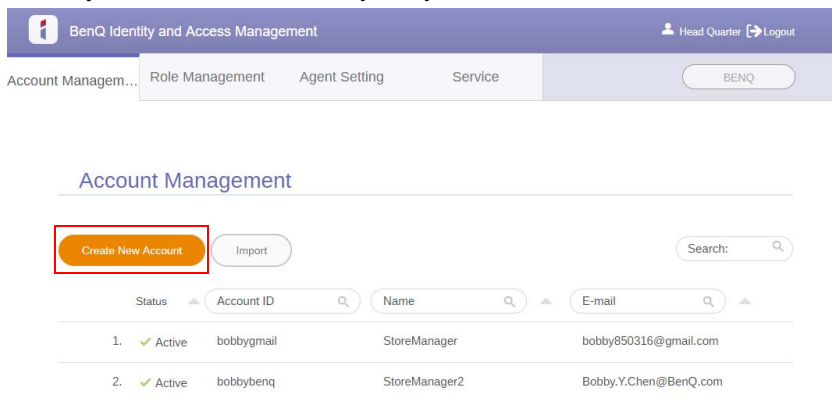 BenQ Identity and Access Management Head Quarter Logout
Account Managem... Role Management Agent Setting Service BENQ
Account Management
Create New Account Import Search:
Status Account ID Name E-mail
1. Active bobbygmail StoreManager bobby850316@gmail.com
2. Active bobbybenq StoreManager2 Bobby.Y.Chen@BenQ.com